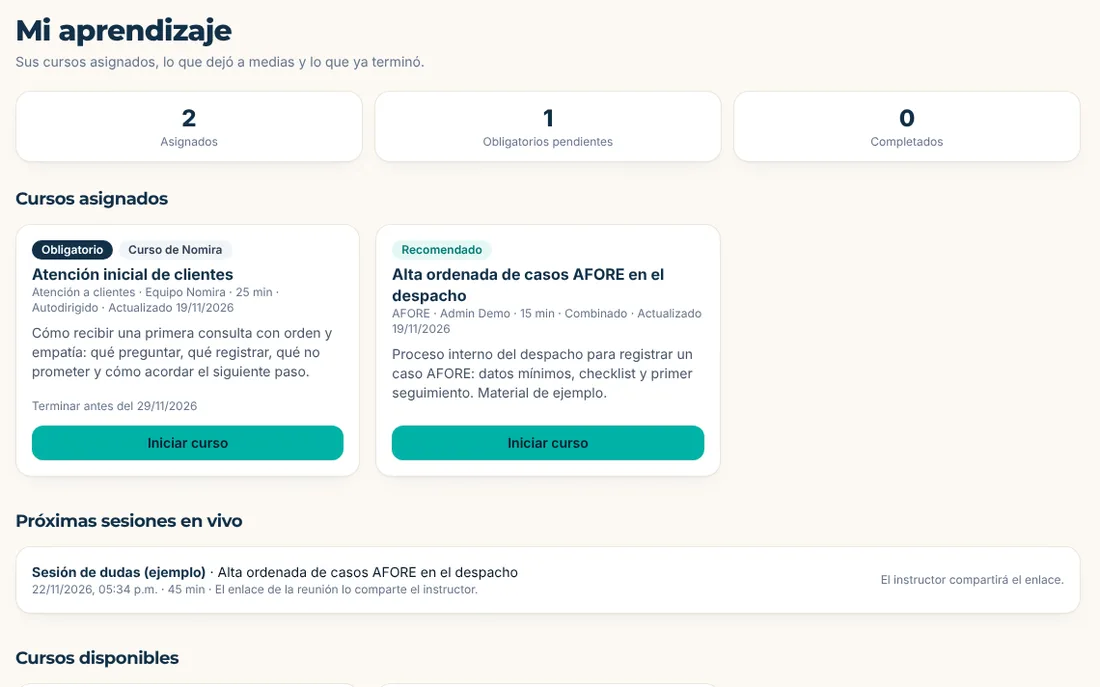 Mi aprendizaje
Sus cursos asignados, lo que dejó a medias y lo que ya terminó.
2
Asignados
1
Obligatorios pendientes
0
Completados
Cursos asignados
Obligatorio
Curso de Nomira
Atención inicial de clientes
Atención a clientes · Equipo Nomira · 25 min ·
Autodirigido · Actualizado 19/11/2026
Cómo recibir una primera consulta con orden y
empatía: qué preguntar, qué registrar, qué no
prometer y cómo acordar el siguiente paso.
Terminar antes del 29/11/2026
Iniciar curso
Recomendado
Alta ordenada de casos AFORE en el
despacho
AFORE · Admin Demo · 15 min · Combinado · Actualizado
19/11/2026
Proceso interno del despacho para registrar un
caso AFORE: datos mínimos, checklist y primer
seguimiento. Material de ejemplo.
Iniciar curso
Próximas sesiones en vivo
Sesión de dudas (ejemplo) · Alta ordenada de casos AFORE en el despacho
22/11/2026, 05:34 p.m. · 45 min · El enlace de la reunión lo comparte el instructor.
El instructor compartirá el enlace.
Cursos disponibles